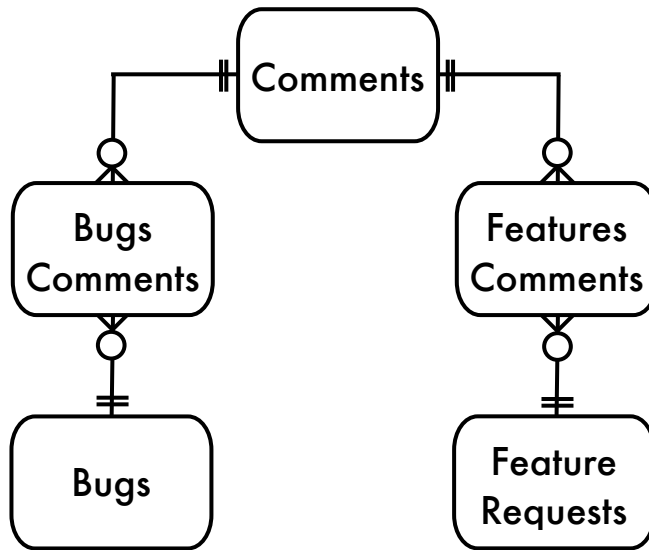 Comments
Bugs
Comments
Features
Comments
Bugs
Feature
Requests